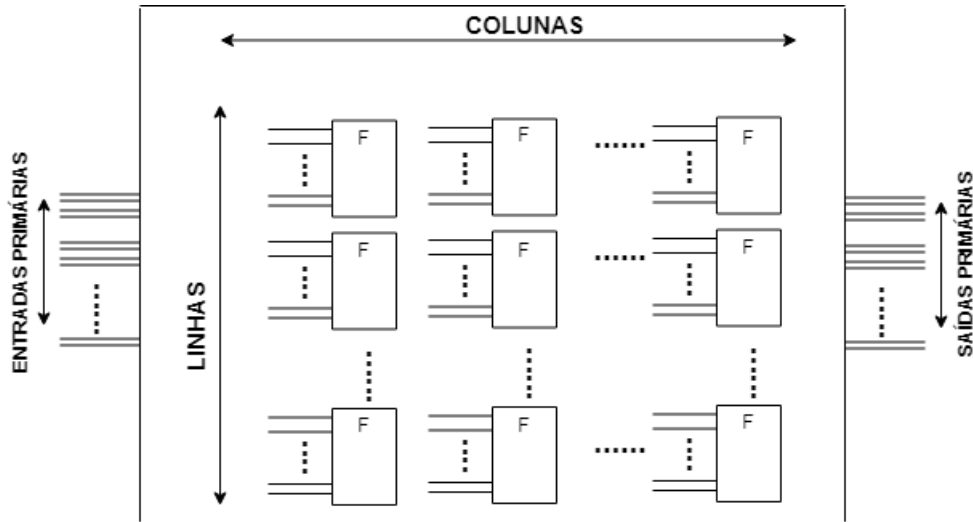 COLUNAS
ENTRADAS PRIMÁRIAS
LINHAS
F F F
F F F
F F F
SAÍDAS PRIMÁRIAS